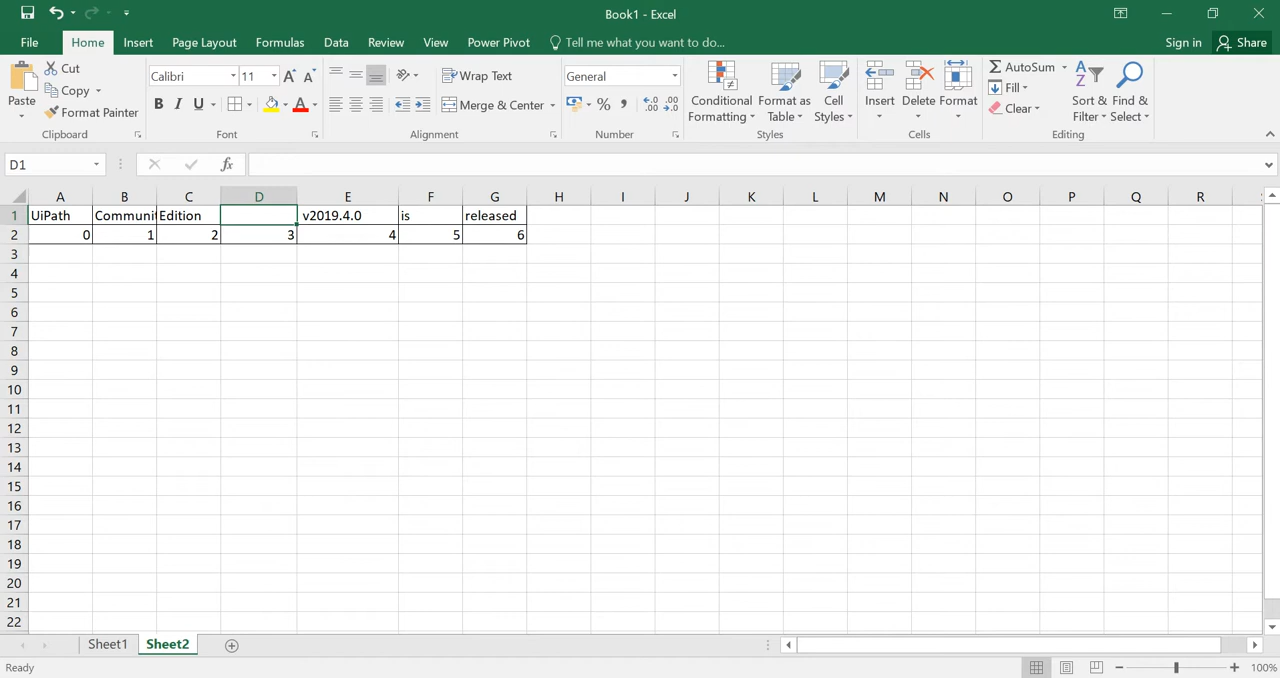 Book1 - Excel
File Home Insert Page Layout Formulas Data Review View Power Pivot Tell me what you want to do... Sign in Share
Paste Cut Copy Format Painter
Calibri 11 A A
B I U A
Wrap Text
Merge & Center
General
% ,
Conditional Formatting
Format as Table
Cell Styles
Insert Delete Format
AutoSum
Fill
Clear
Sort & Filter
Find & Select
Clipboard Font Alignment Number Styles Cells Editing
D1 fx
A B C D E F G H I J K L M N O P Q R
1 UiPath Communit Edition v2019.4.0 is released
2 0 1 2 3 4 5 6
3
4
5
6
7
8
9
10
11
12
13
14
15
16
17
18
19
20
21
22
Sheet1 Sheet2
Ready 100%